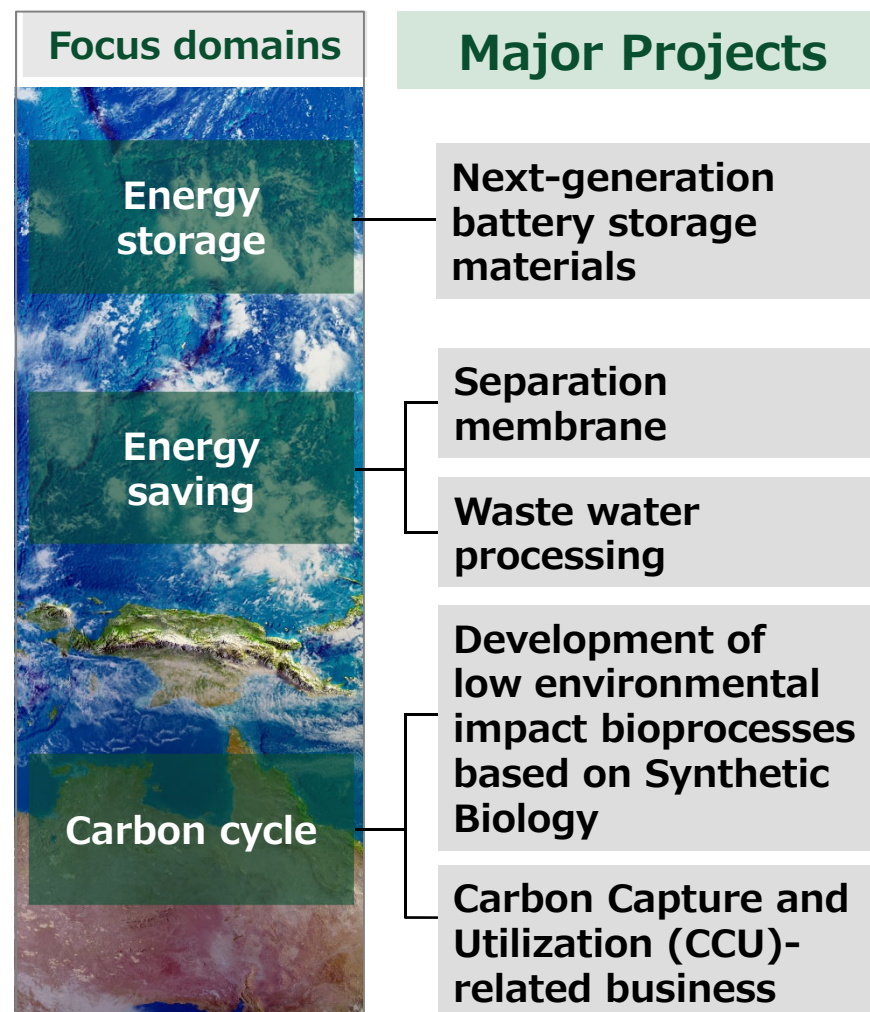 Focus domains
Major Projects
Energy
storage
Next-generation
battery storage
materials
Energy
saving
Separation
membrane
Waste water
processing
Carbon cycle
Development of
low environmental
impact bioprocesses
based on Synthetic
Biology
Carbon Capture and
Utilization (CCU)-
related business